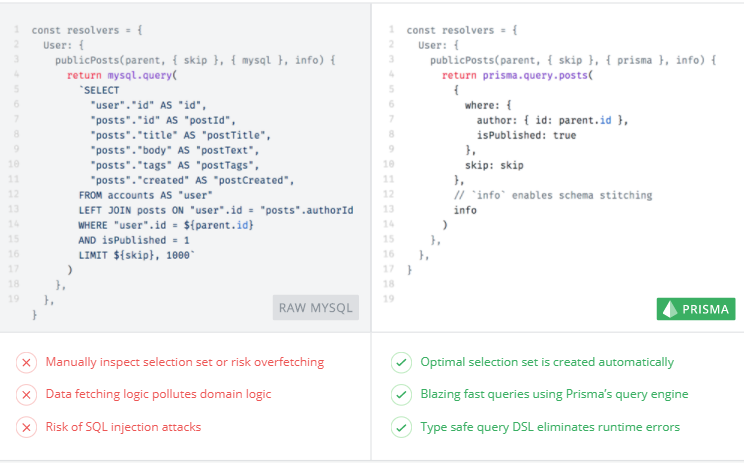 1 const resolvers = {
2 User: {
3 publicPosts(parent, { skip }, { mysql }, info) {
4 return mysql.query(
5 `SELECT
6 "user"."id" AS "id",
7 "posts"."id" AS "postId",
8 "posts"."title" AS "postTitle",
9 "posts"."body" AS "postText",
10 "posts"."tags" AS "postTags",
11 "posts"."created" AS "postCreated",
12 FROM accounts AS "user"
13 LEFT JOIN posts ON "user".id = "posts".authorId
14 WHERE "user".id = ${parent.id}
15 AND isPublished = 1
16 LIMIT ${skip}, 1000`
17 )
18 },
19 },
}
RAW MYSQL
Manually inspect selection set or risk overfetching
Data fetching logic pollutes domain logic
Risk of SQL injection attacks
1 const resolvers = {
2 User: {
3 publicPosts(parent, { skip }, { prisma }, info) {
4 return prisma.query.posts(
5 {
6 where: {
7 author: { id: parent.id },
8 isPublished: true
9 },
10 skip: skip
11 },
12 // `info` enables schema stitching
13 info
14 )
15 },
16 },
17 }
18
19
PRISMA
Optimal selection set is created automatically
Blazing fast queries using Prisma’s query engine
Type safe query DSL eliminates runtime errors